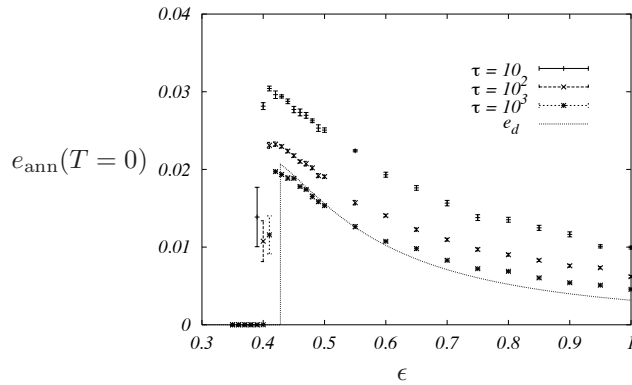 0.04
0.03
0.02
0.01
0
e_ann(T = 0)
τ = 10
τ = 10^2
τ = 10^3
e_d
0.3 0.4 0.5 0.6 0.7 0.8 0.9 1
ϵ